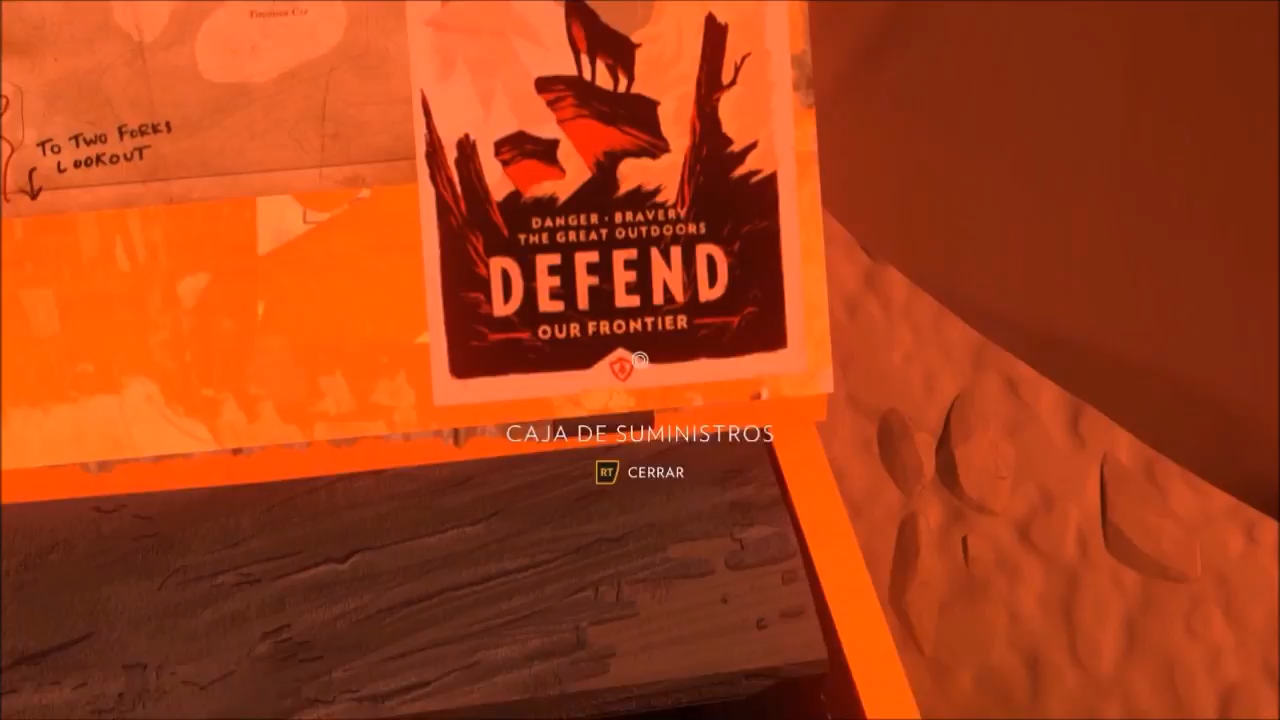 TO TWO FORKS
LOOKOUT
DANGER · BRAVERY
THE GREAT OUTDOORS
DEFEND
OUR FRONTIER
CAJA DE SUMINISTROS
RT CERRAR